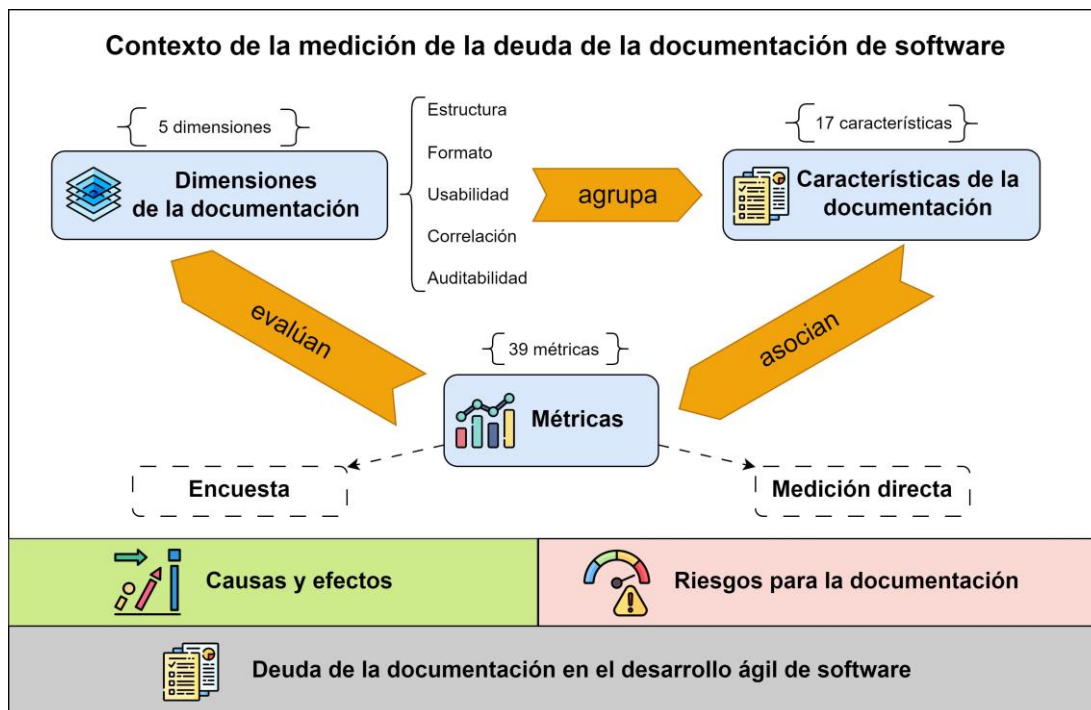 Contexto de la medición de la deuda de la documentación de software
5 dimensiones
Dimensiones
de la documentación
Estructura
Formato
Usabilidad
Correlación
Auditabilidad
agrupa
17 características
Características de la
documentación
evalúan
asocian
39 métricas
Métricas
Encuesta
Medición directa
Causas y efectos
Riesgos para la documentación
Deuda de la documentación en el desarrollo ágil de software